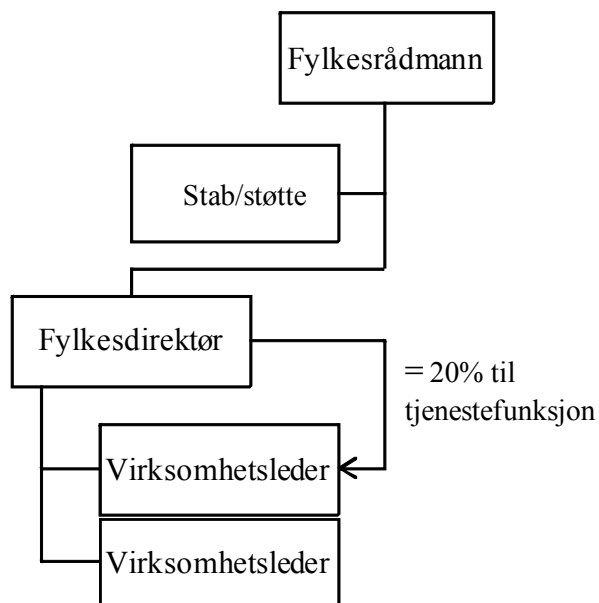 Fylkesrådmann
Stab/støtte
Fylkesdirektør
= 20% til
tjenestefunksjon
Virksomhetsleder
Virksomhetsleder